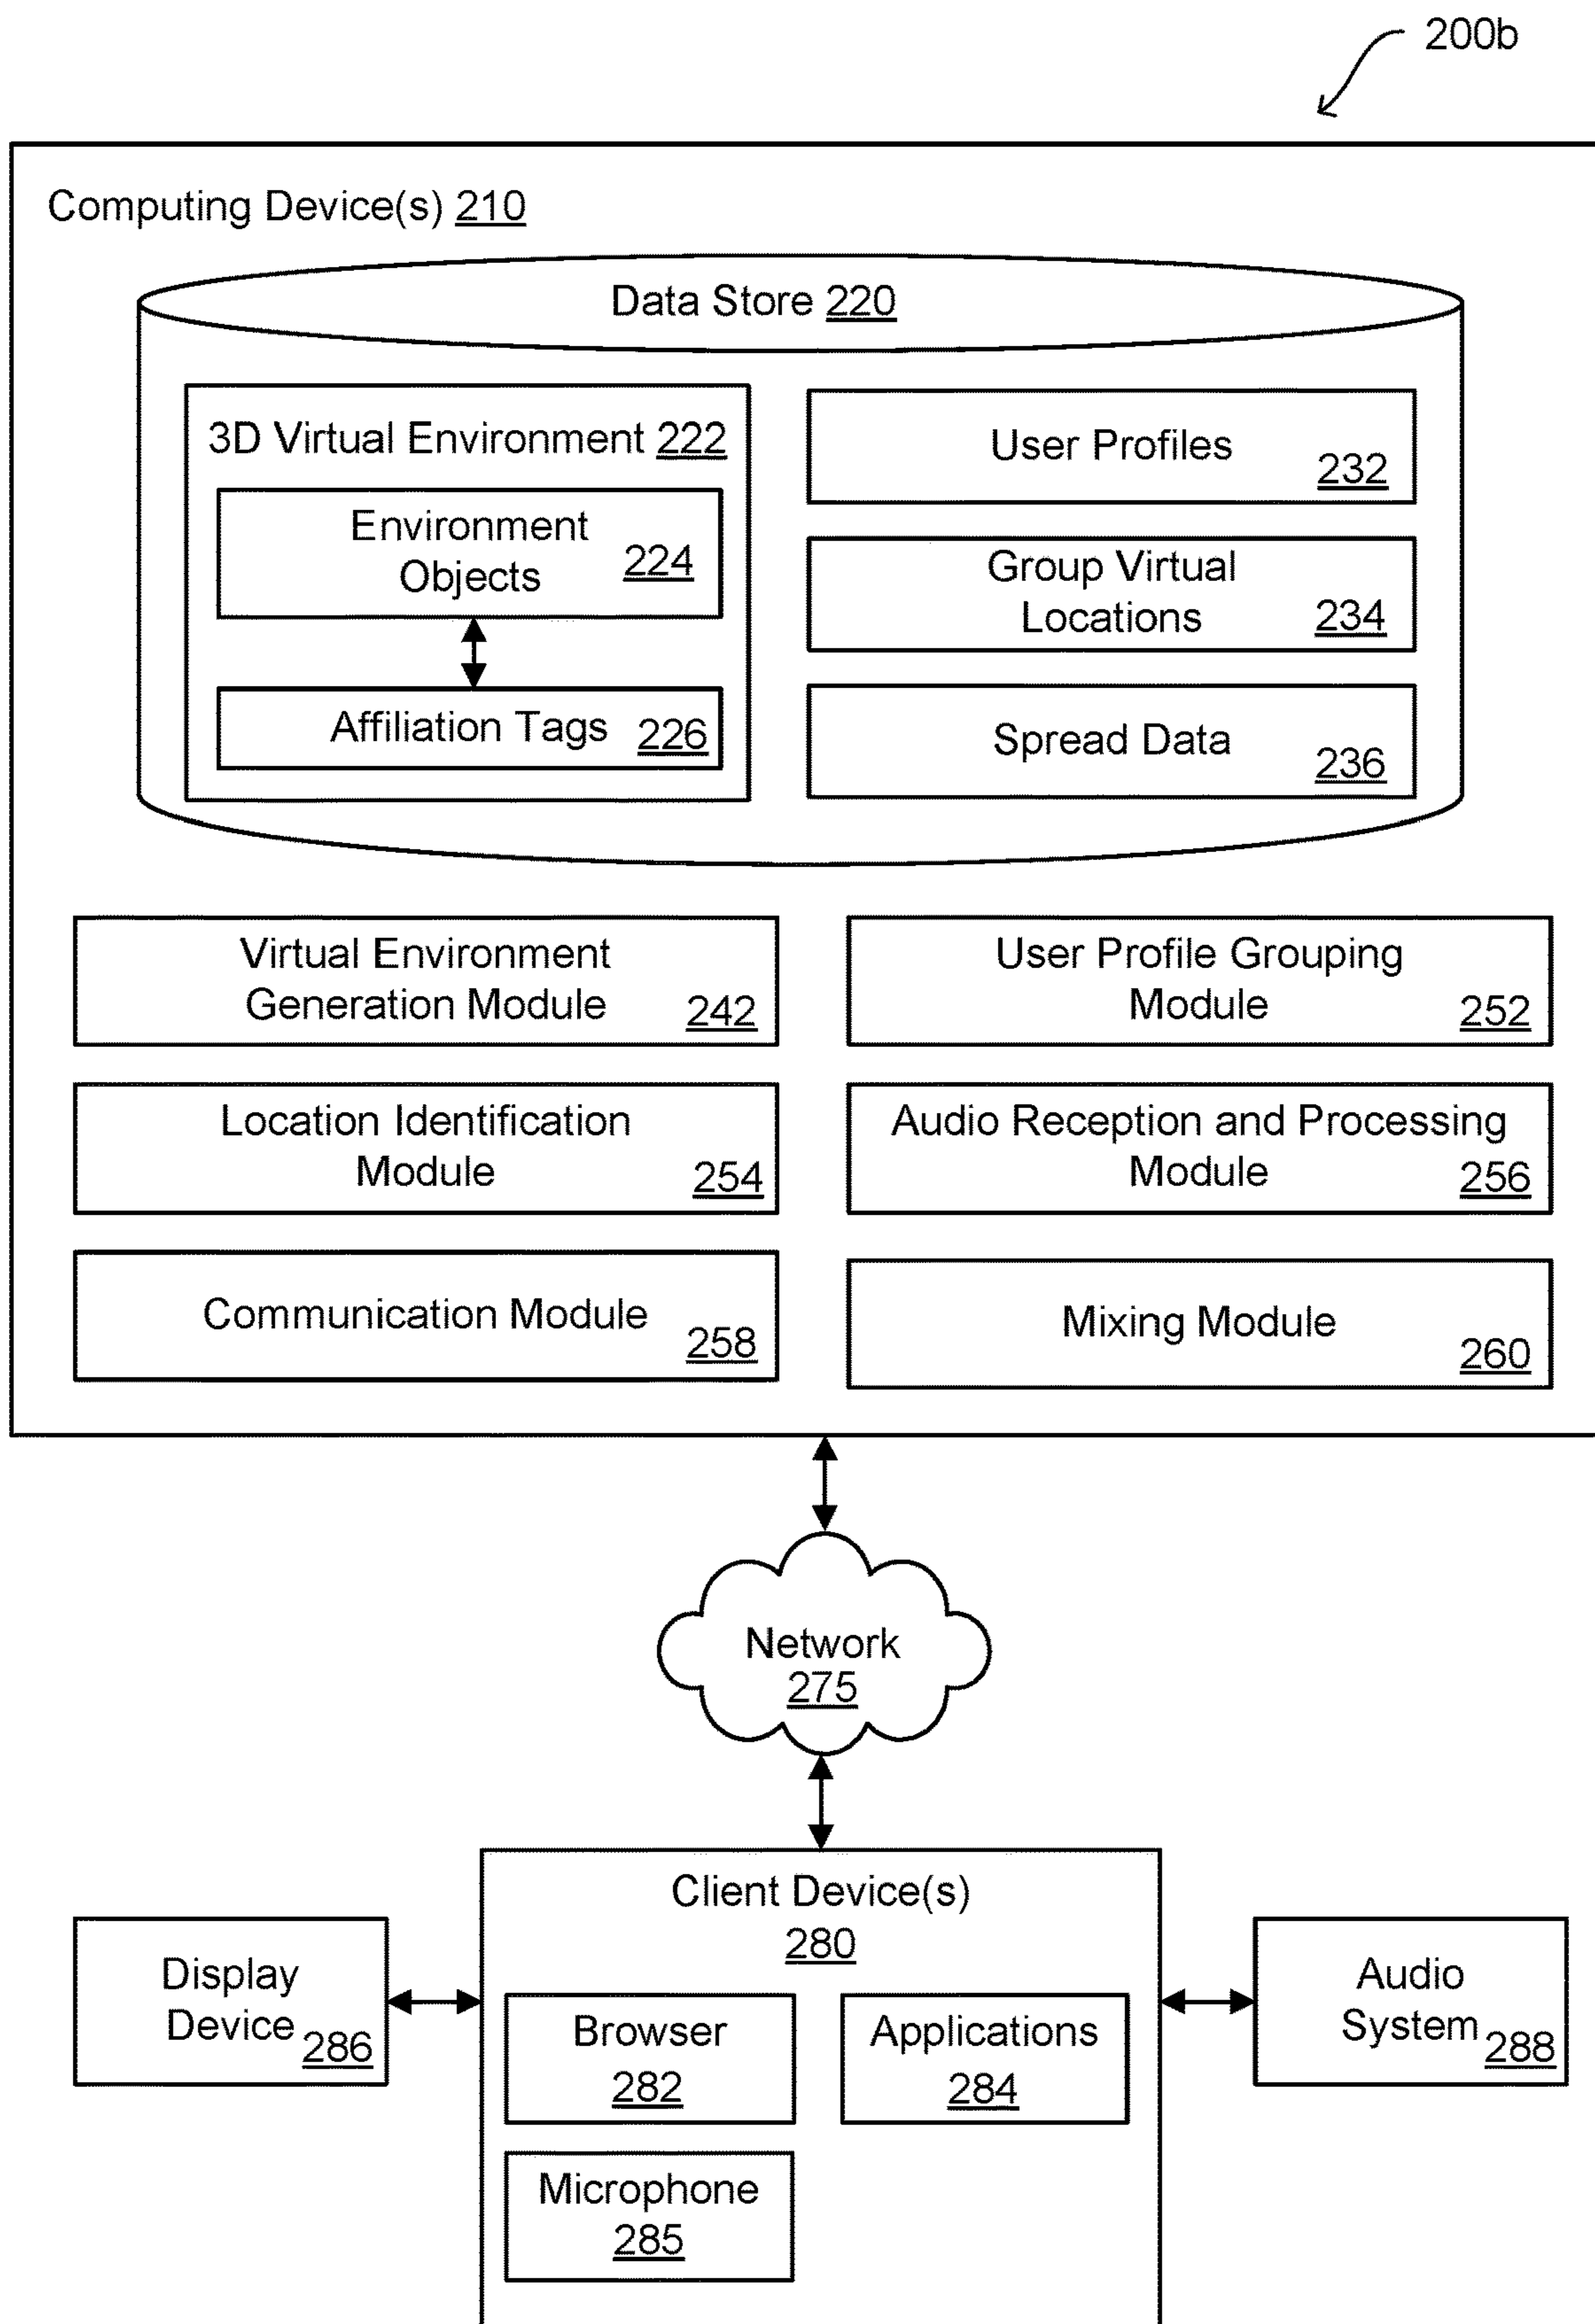 200b
Computing Device(s) 210
Data Store 220
3D Virtual Environment 222
Environment
Objects
224
Affiliation Tags 226
User Profiles
232
Group Virtual
Locations
234
Spread Data
236
Virtual Environment
Generation Module
242
User Profile Grouping
Module
252
Location Identification
Module
254
Audio Reception and Processing
Module
256
Communication Module
258
Mixing Module
260
Network
275
Client Device(s)
280
Display
Device
286
Browser
282
Applications
284
Microphone
285
Audio
System
288